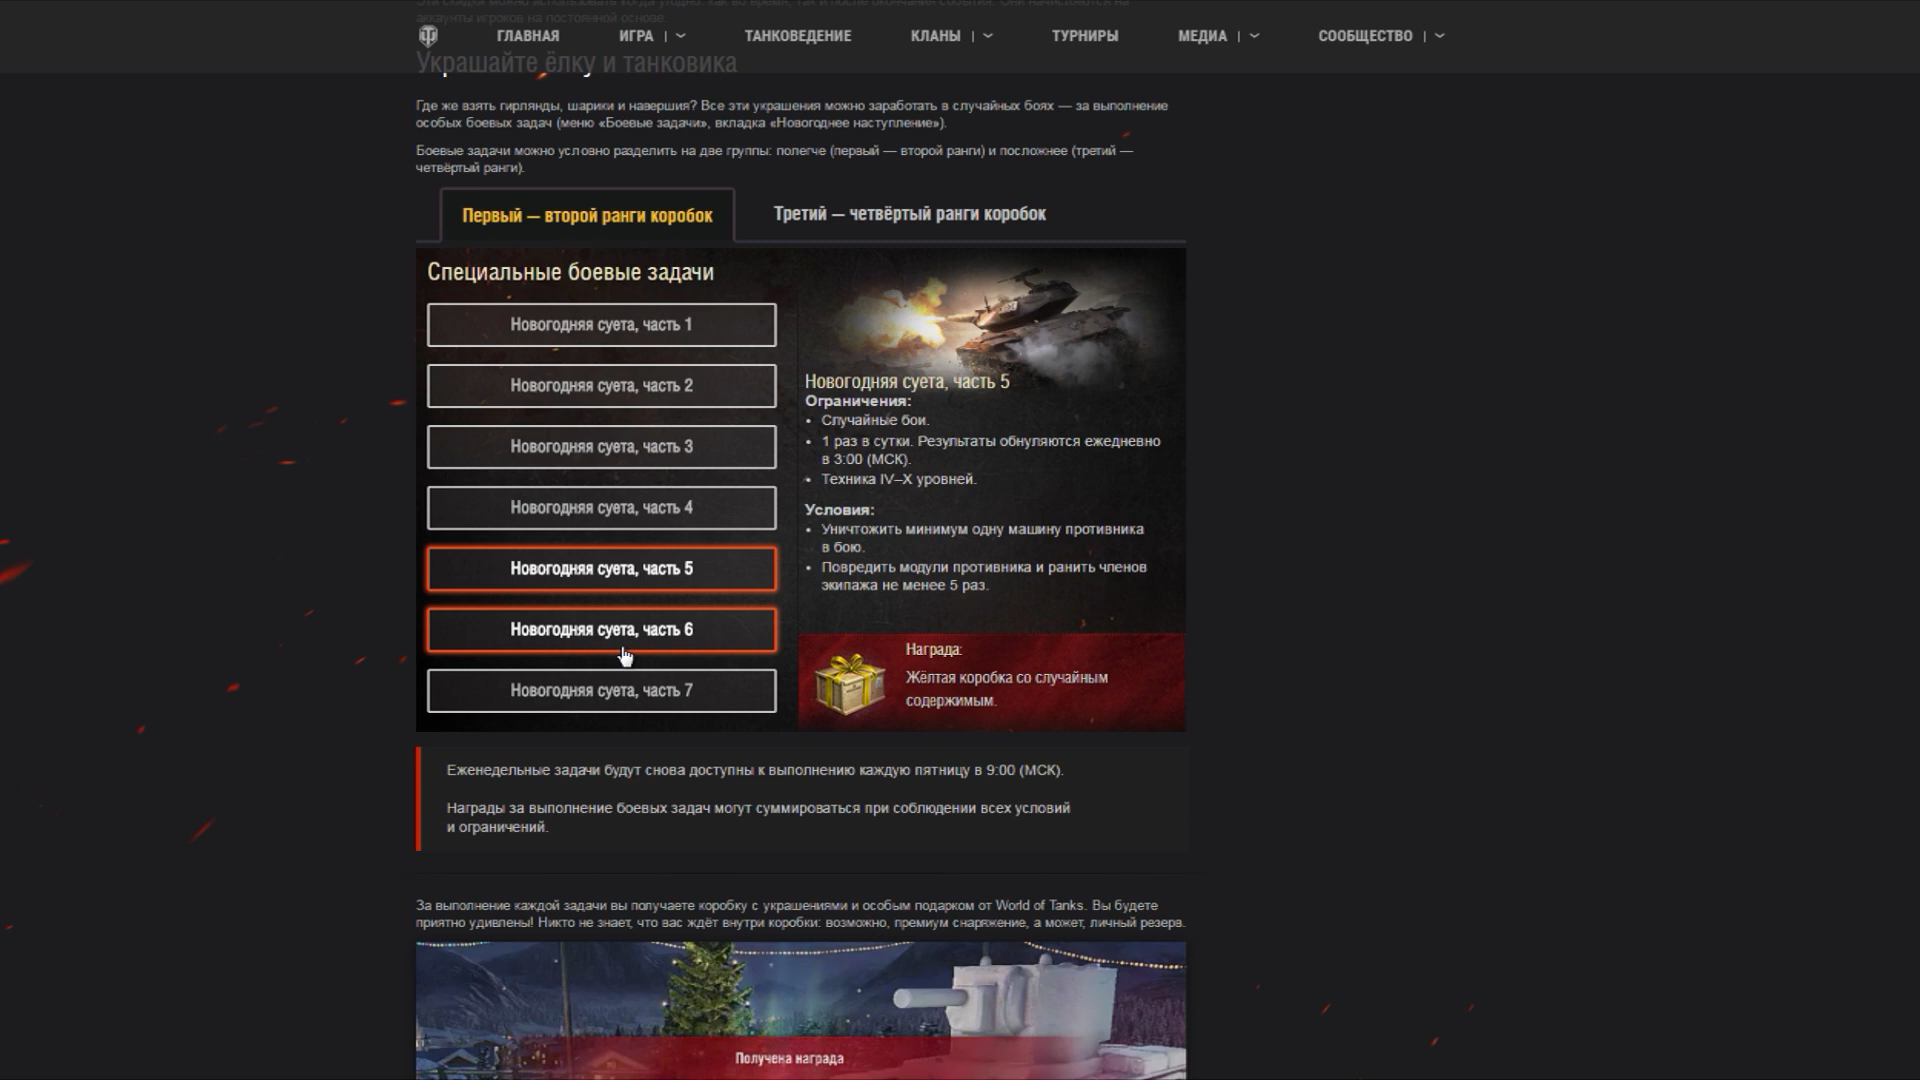 аккаунты игроков на постоянной основе.
ГЛАВНАЯ
ИГРА
ТАНКОВЕДЕНИЕ
КЛАНЫ
ТУРНИРЫ
МЕДИА
СООБЩЕСТВО
Украшайте ёлку и танковика
Где же взять гирлянды, шарики и навершия? Все эти украшения можно заработать в случайных боях — за выполнение
особых боевых задач (меню «Боевые задачи», вкладка «Новогоднее наступление»).
Боевые задачи можно условно разделить на две группы: полегче (первый — второй ранги) и посложнее (третий —
четвёртый ранги).
Первый — второй ранги коробок
Третий — четвёртый ранги коробок
Специальные боевые задачи
Новогодняя суета, часть 1
Новогодняя суета, часть 2
Новогодняя суета, часть 3
Новогодняя суета, часть 4
Новогодняя суета, часть 5
Новогодняя суета, часть 6
Новогодняя суета, часть 7
Новогодняя суета, часть 5
Ограничения:
• Случайные бои.
• 1 раз в сутки. Результаты обнуляются ежедневно
в 3:00 (МСК).
• Техника IV–X уровней.
Условия:
• Уничтожить минимум одну машину противника
в бою.
• Повредить модули противника и ранить членов
экипажа не менее 5 раз.
Награда:
Жёлтая коробка со случайным
содержимым.
Еженедельные задачи будут снова доступны к выполнению каждую пятницу в 9:00 (МСК).
Награды за выполнение боевых задач могут суммироваться при соблюдении всех условий
и ограничений.
За выполнение каждой задачи вы получаете коробку с украшениями и особым подарком от World of Tanks. Вы будете
приятно удивлены! Никто не знает, что вас ждёт внутри коробки: возможно, премиум снаряжение, а может, личный резерв.
Получена награда